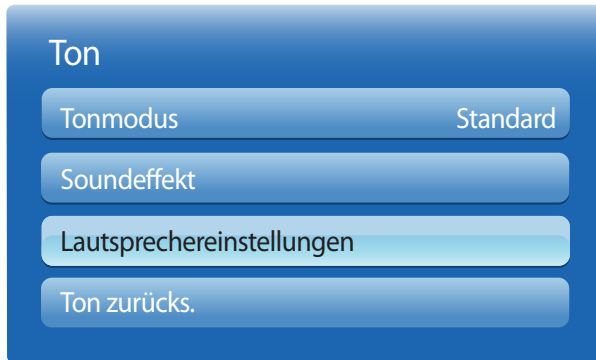 Ton
Tonmodus Standard
Soundeffekt
Lautsprechereinstellungen
Ton zurücks.